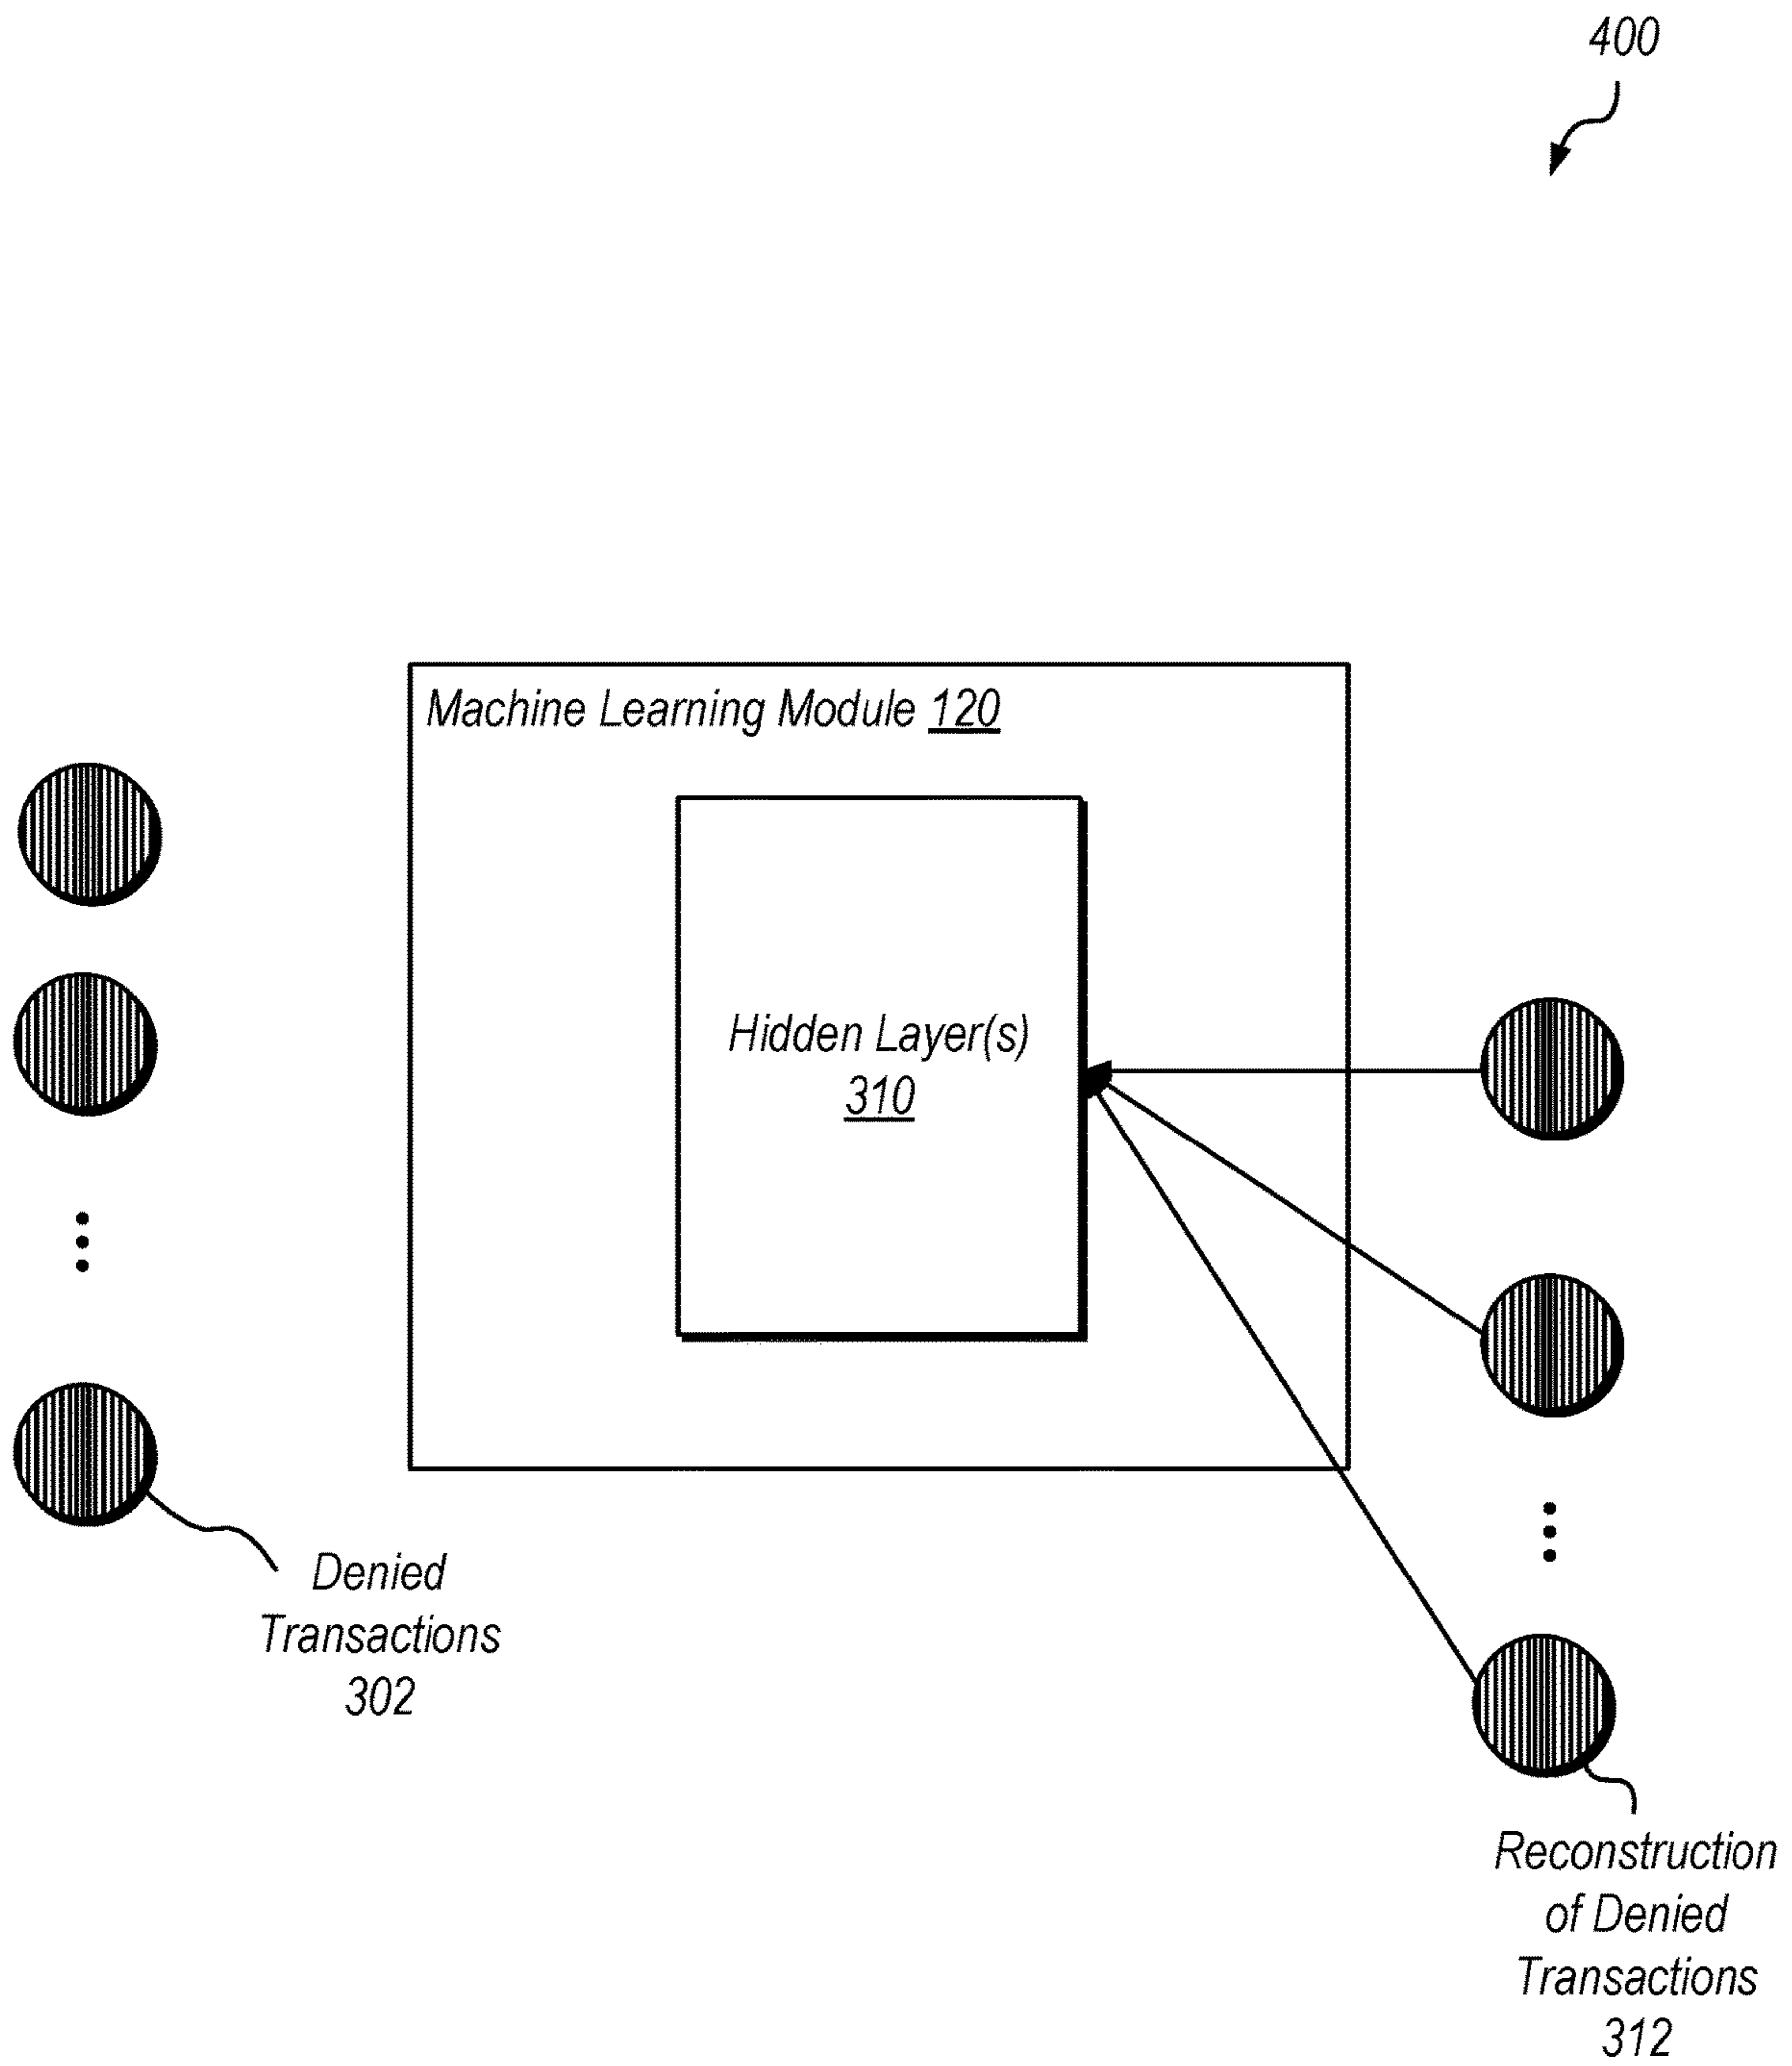 400
Machine Learning Module 120
Hidden Layer(s)
310
Denied
Transactions
302
Reconstruction
of Denied
Transactions
312